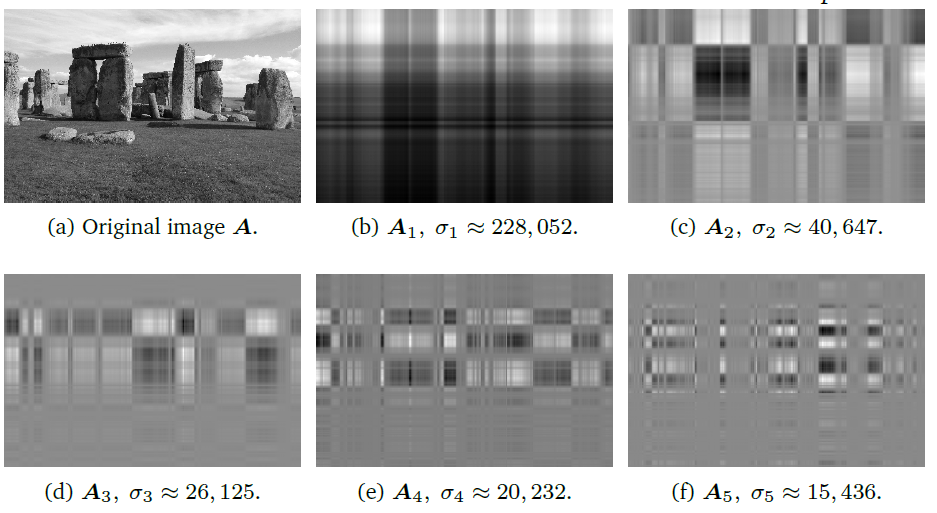 (a) Original image A.
(b) A₁, σ₁ ≈ 228, 052.
(c) A₂, σ₂ ≈ 40, 647.
(d) A₃, σ₃ ≈ 26, 125.
(e) A₄, σ₄ ≈ 20, 232.
(f) A₅, σ₅ ≈ 15, 436.